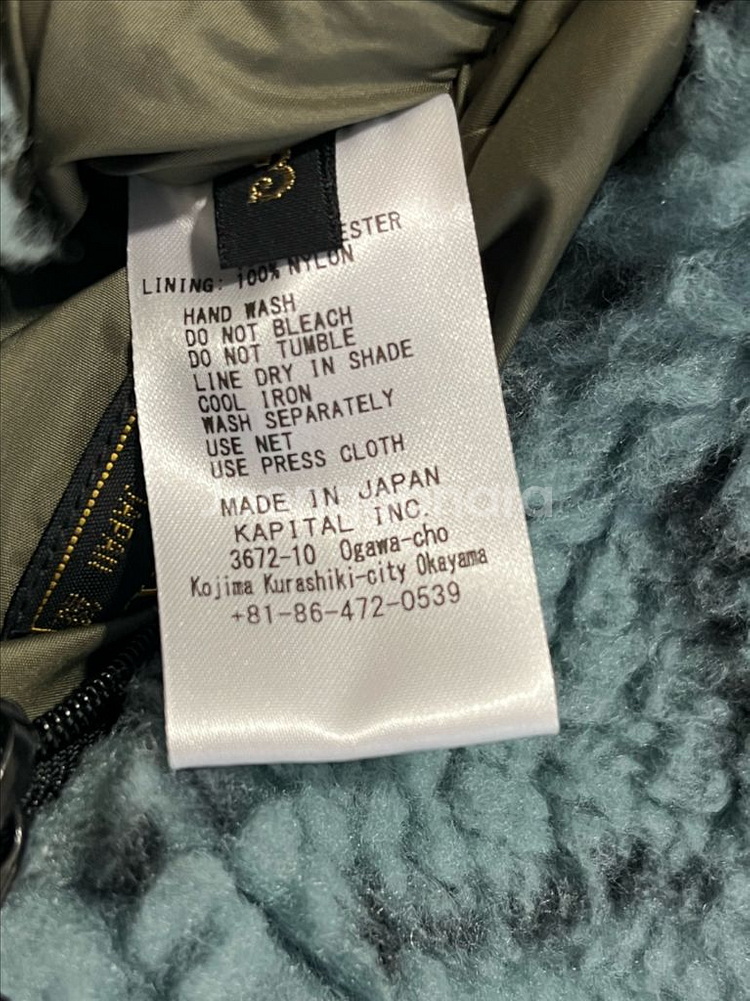 ESTER
LINING: 100% NYLON
HAND WASH
DO NOT BLEACH
DO NOT TUMBLE
LINE DRY IN SHADE
COOL IRON
WASH SEPARATELY
USE NET
USE PRESS CLOTH
MADE IN JAPAN
KAPITAL INC.
3672-10 Ogawa-cho
Kojima Kurashiki-city Okayama
+81-86-472-0539
JAPAN